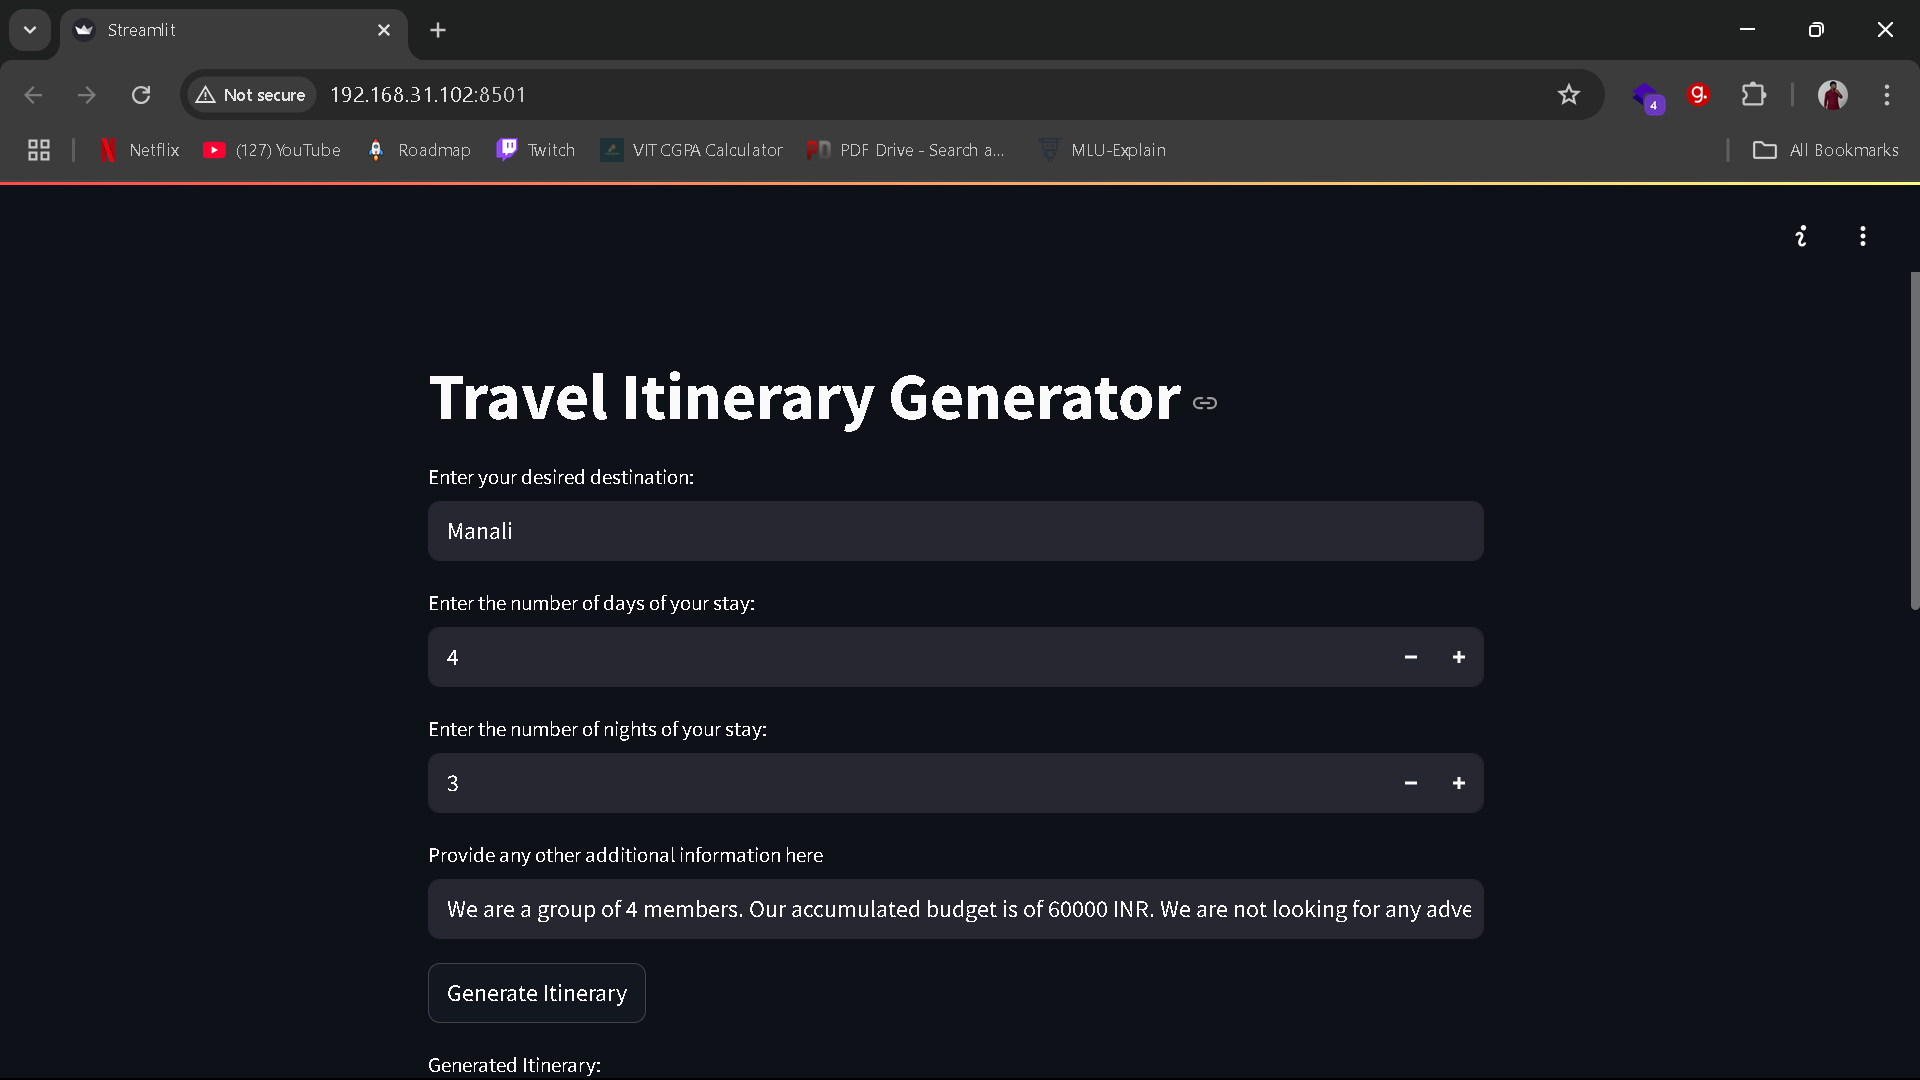 Streamlit
Not secure 192.168.31.102:8501 4 g.
Netflix (127) YouTube Roadmap Twitch VIT CGPA Calculator PDF Drive - Search a... MLU-Explain All Bookmarks
Travel Itinerary Generator
Enter your desired destination:
Manali
Enter the number of days of your stay:
4
Enter the number of nights of your stay:
3
Provide any other additional information here
We are a group of 4 members. Our accumulated budget is of 60000 INR. We are not looking for any adve
Generate Itinerary
Generated Itinerary: